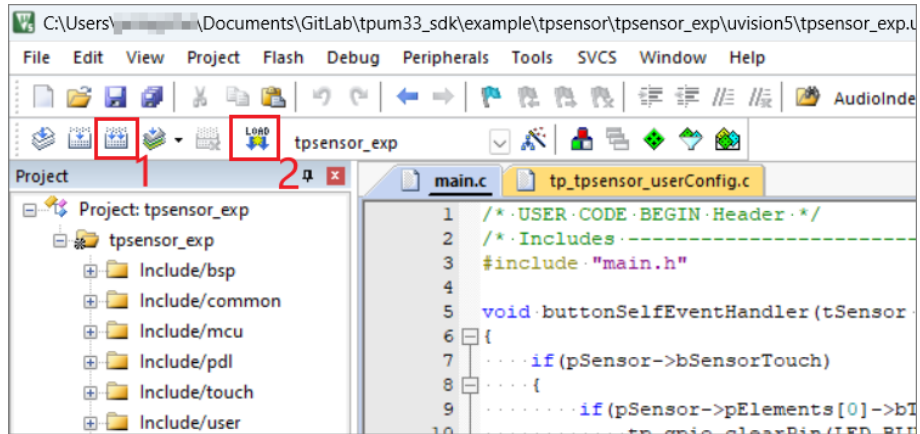 C:\Users\ \Documents\GitLab\tpum33_sdk\example\tpsensor\tpsensor_exp\uvision5\tpsensor_exp.u
File Edit View Project Flash Debug Peripherals Tools SVCS Window Help
AudioInde
LOAD tpsensor_exp
1 2
Project main.c tp_tpsensor_userConfig.c
Project: tpsensor_exp
tpsensor_exp
Include/bsp
Include/common
Include/mcu
Include/pdl
Include/touch
Include/user
1 /*·USER·CODE·BEGIN·Header·*/
2 /*·Includes·-----------------------
3 #include·"main.h"
4
5 void·buttonSelfEventHandler(tSensor·
6 {
7 ····if(pSensor->bSensorTouch)
8 ····{
9 ········if(pSensor->pElements[0]->bT
10 ············tp_gpio_clearPin(LED_BLU